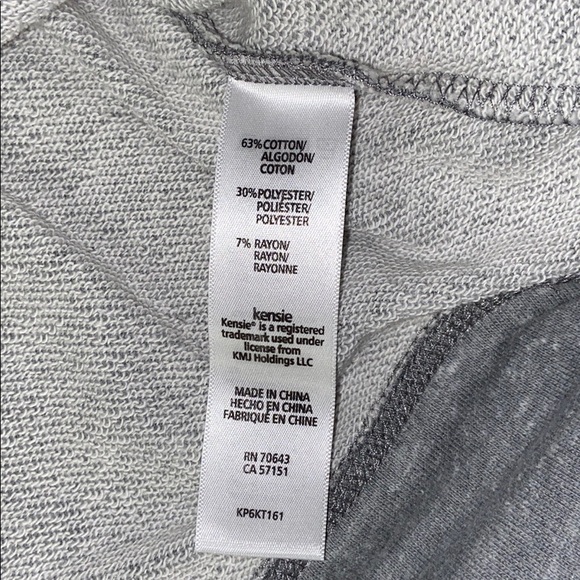 63% COTTON/
ALGODÓN/
COTON
30% POLYESTER/
POLIÉSTER/
POLYESTER
7% RAYON/
RAYON/
RAYONNE
kensie
Kensie® is a registered
trademark used under
license from
KMJ Holdings LLC
MADE IN CHINA
HECHO EN CHINA
FABRIQUÉ EN CHINE
RN 70643
CA 57151
KP6KT161